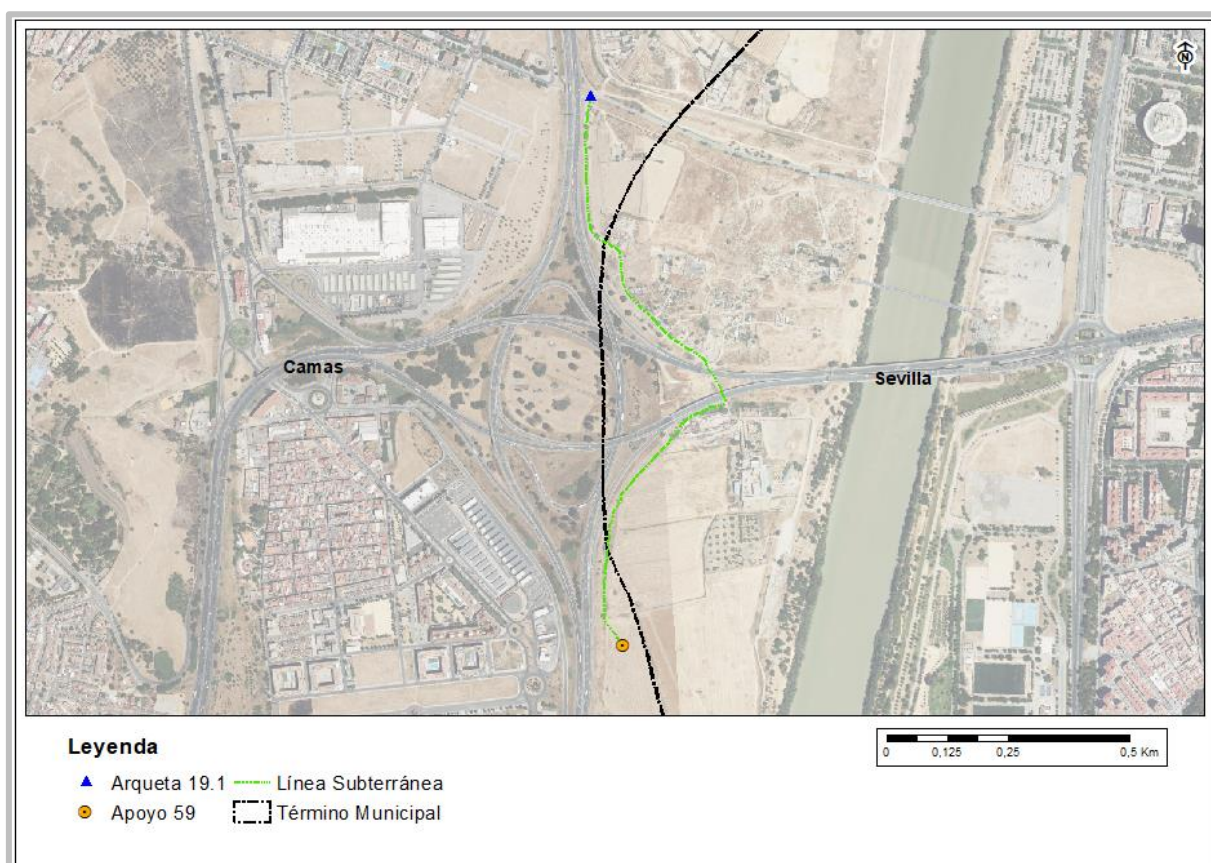 N
Camas
Sevilla
Leyenda
Arqueta 19.1 Línea Subterránea
Apoyo 59 Término Municipal
0 0,125 0,25 0,5 Km